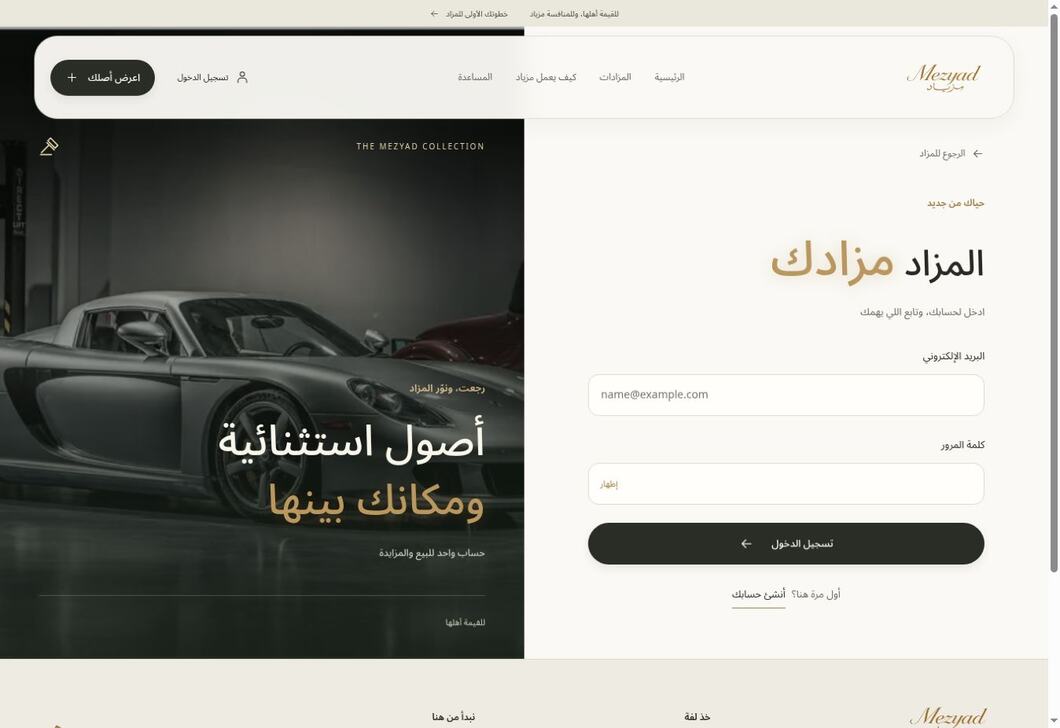 للقيمة أهلها، وللمنافسة مزياد
خطوتك الأولى للمزاد ←
Mezyad
مزياد
الرئيسية
المزادات
كيف يعمل مزياد
المساعدة
تسجيل الدخول
اعرض أصلك +
← الرجوع للمزاد
حياك من جديد
المزاد مزادك
ادخل لحسابك، وتابع اللي يهمك
البريد الإلكتروني
name@example.com
كلمة المرور
إظهار
تسجيل الدخول ←
أول مرة هنا؟ أنشئ حسابك
THE MEZYAD COLLECTION
رجعت، ونوّر المزاد
أصول استثنائية
ومكانك بينها
حساب واحد للبيع والمزايدة
للقيمة أهلها
Mezyad
خذ لفة
نبدأ من هنا